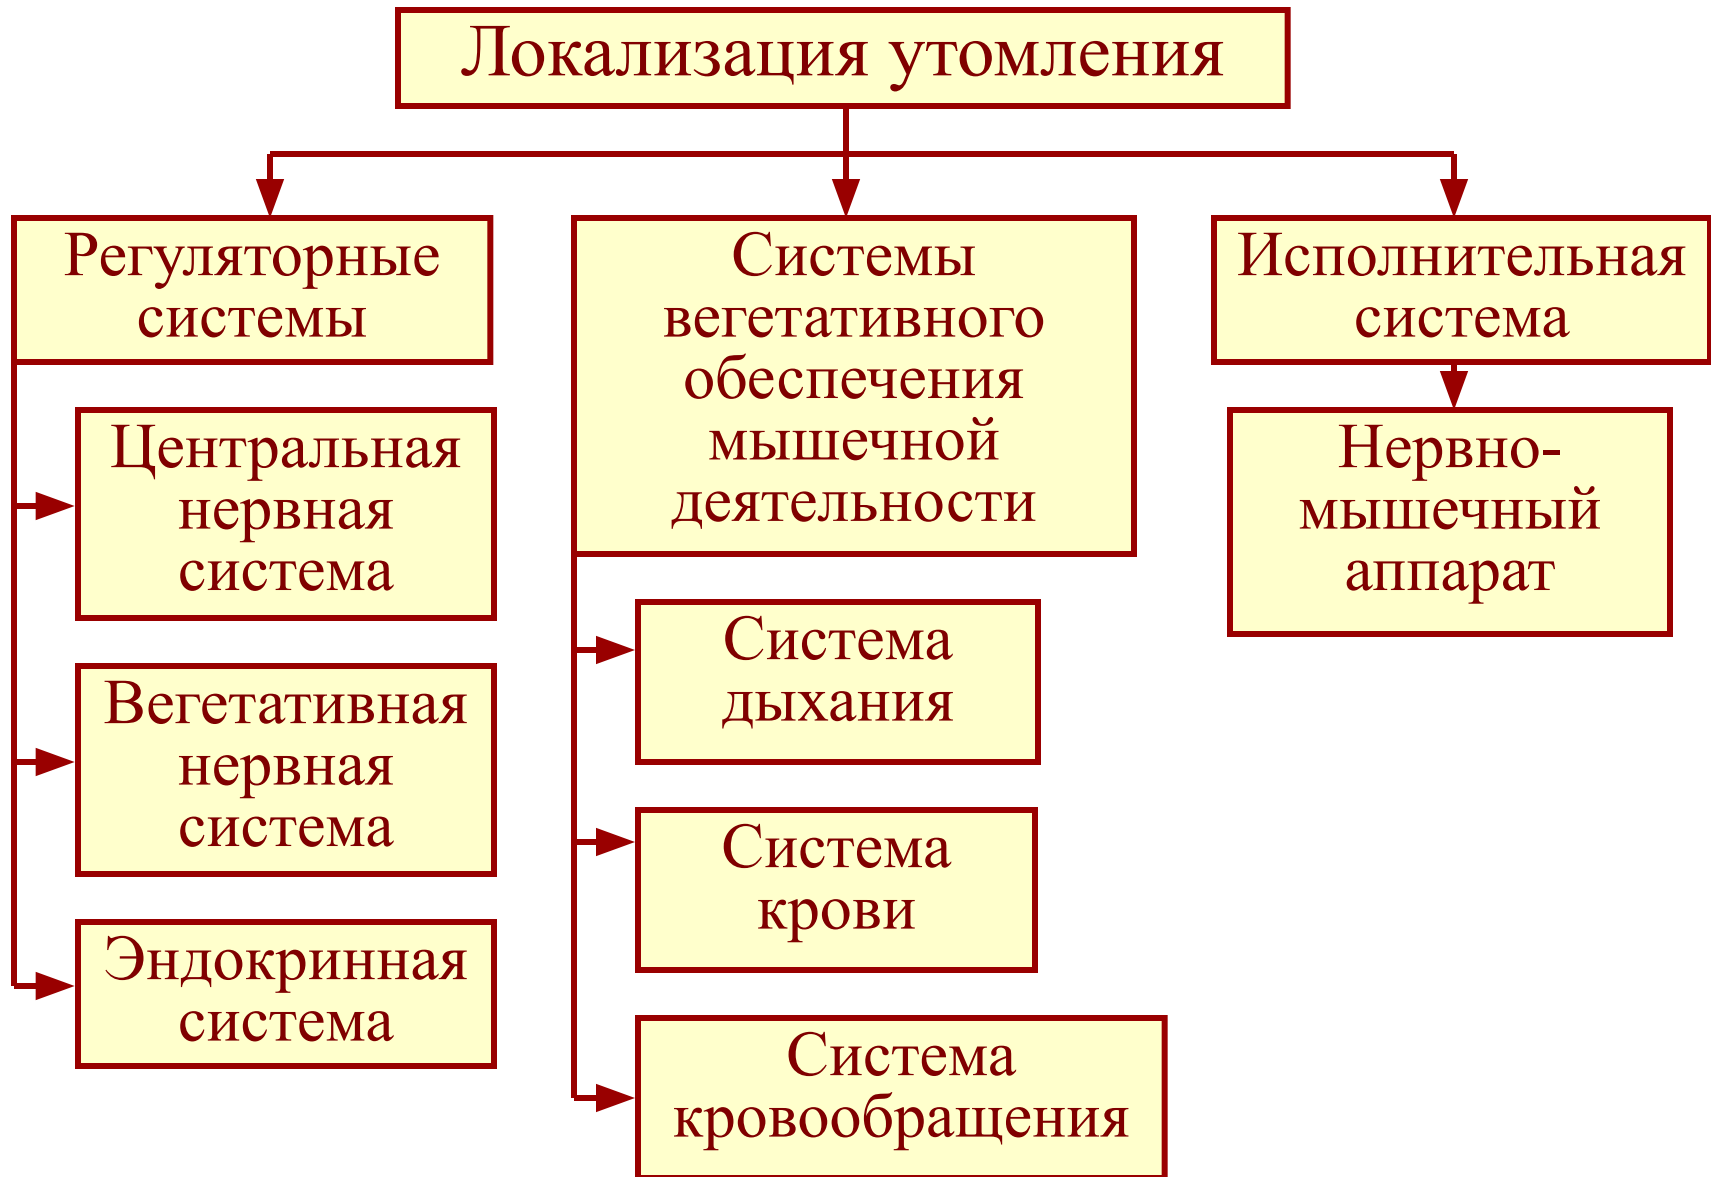 Локализация утомления
Регуляторные
системы
Центральная
нервная
система
Вегетативная
нервная
система
Эндокринная
система
Системы
вегетативного
обеспечения
мышечной
деятельности
Система
дыхания
Система
крови
Система
кровообращения
Исполнительная
система
Нервно-
мышечный
аппарат